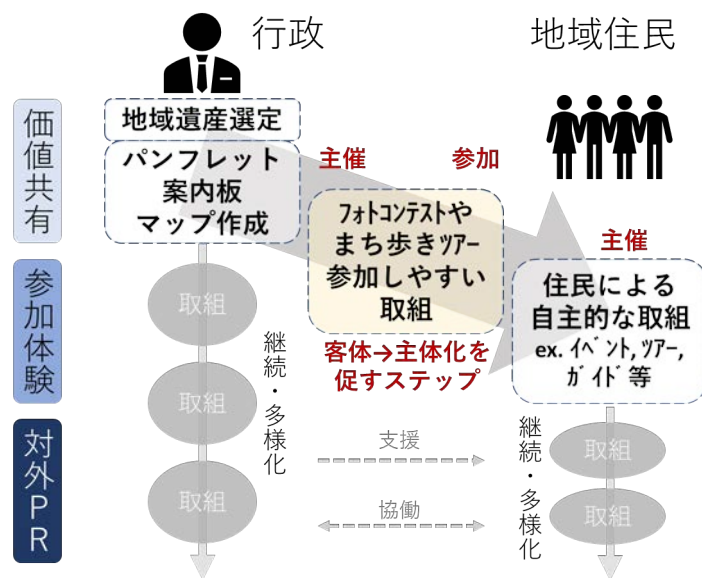 行政
地域住民
価値共有
地域遺産選定
パンフレット
案内板
マップ作成
主催
参加
フォトコンテストや
まち歩きツアー
参加しやすい
取組
客体→主体化を
促すステップ
主催
住民による
自主的な取組
ex. イベント,ツアー,
ガイド等
参加体験
取組
取組
取組
継続・多様化
対外PR
支援
協働
継続・多様化
取組
取組